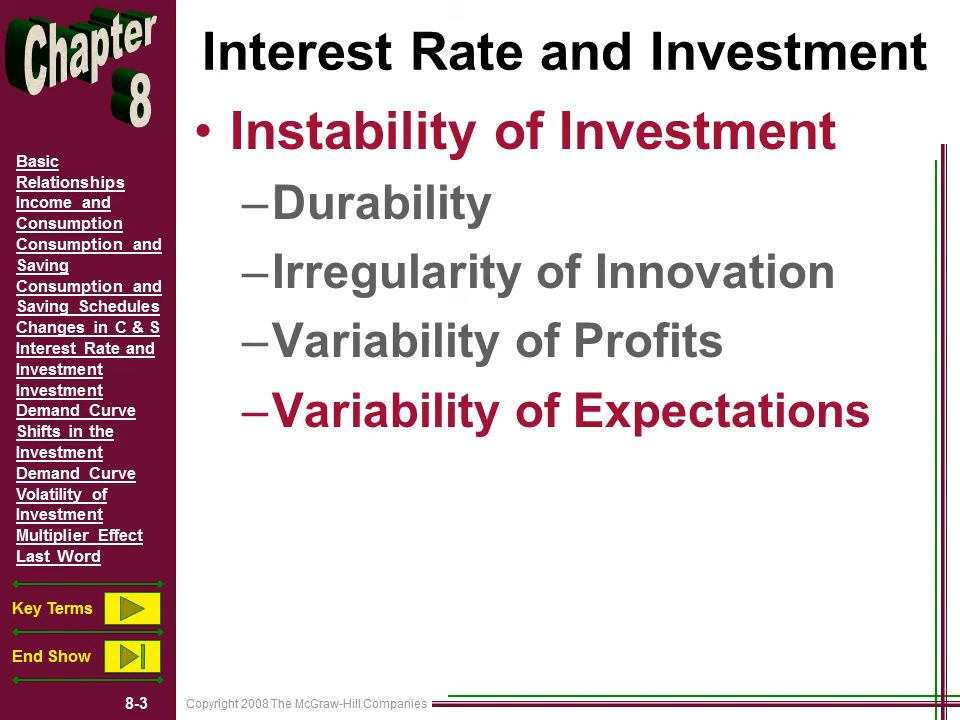 Chapter
8
Interest Rate and Investment
• Instability of Investment
–Durability
–Irregularity of Innovation
–Variability of Profits
–Variability of Expectations
Basic
Relationships
Income and
Consumption
Consumption and
Saving
Consumption and
Saving Schedules
Changes in C & S
Interest Rate and
Investment
Investment
Demand Curve
Shifts in the
Investment
Demand Curve
Volatility of
Investment
Multiplier Effect
Last Word
Key Terms
End Show
8-3
Copyright 2008 The McGraw-Hill Companies